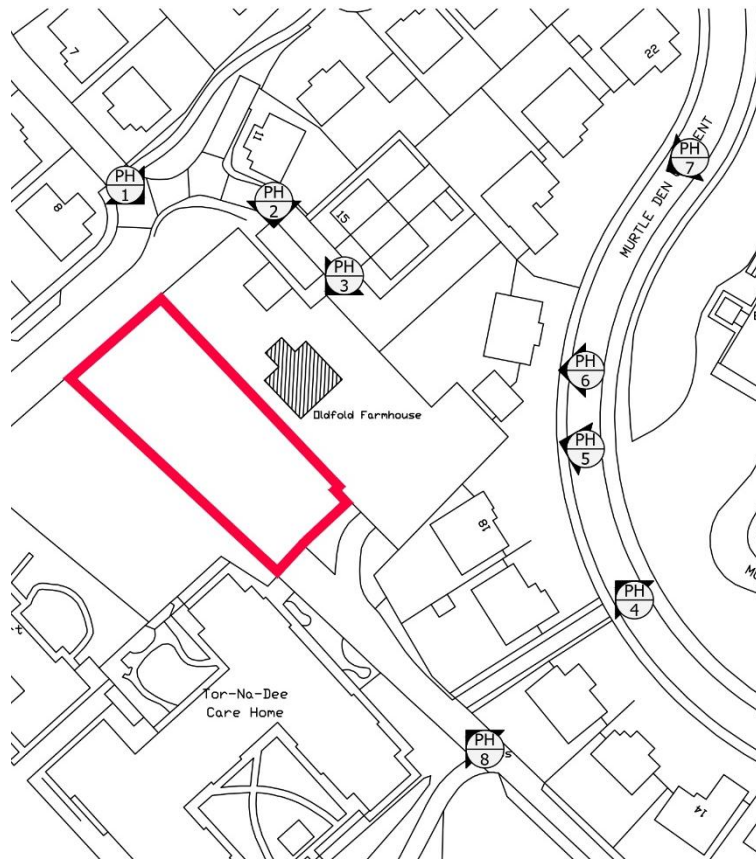 7
22
11
PH
1
PH
2
8
15
PH
3
PH
7
MURTLE DEN
ENT
PH
6
Oldfold Farmhouse
PH
5
18
PH
4
Tor-Na-Dee
Care Home
PH
8
s
14